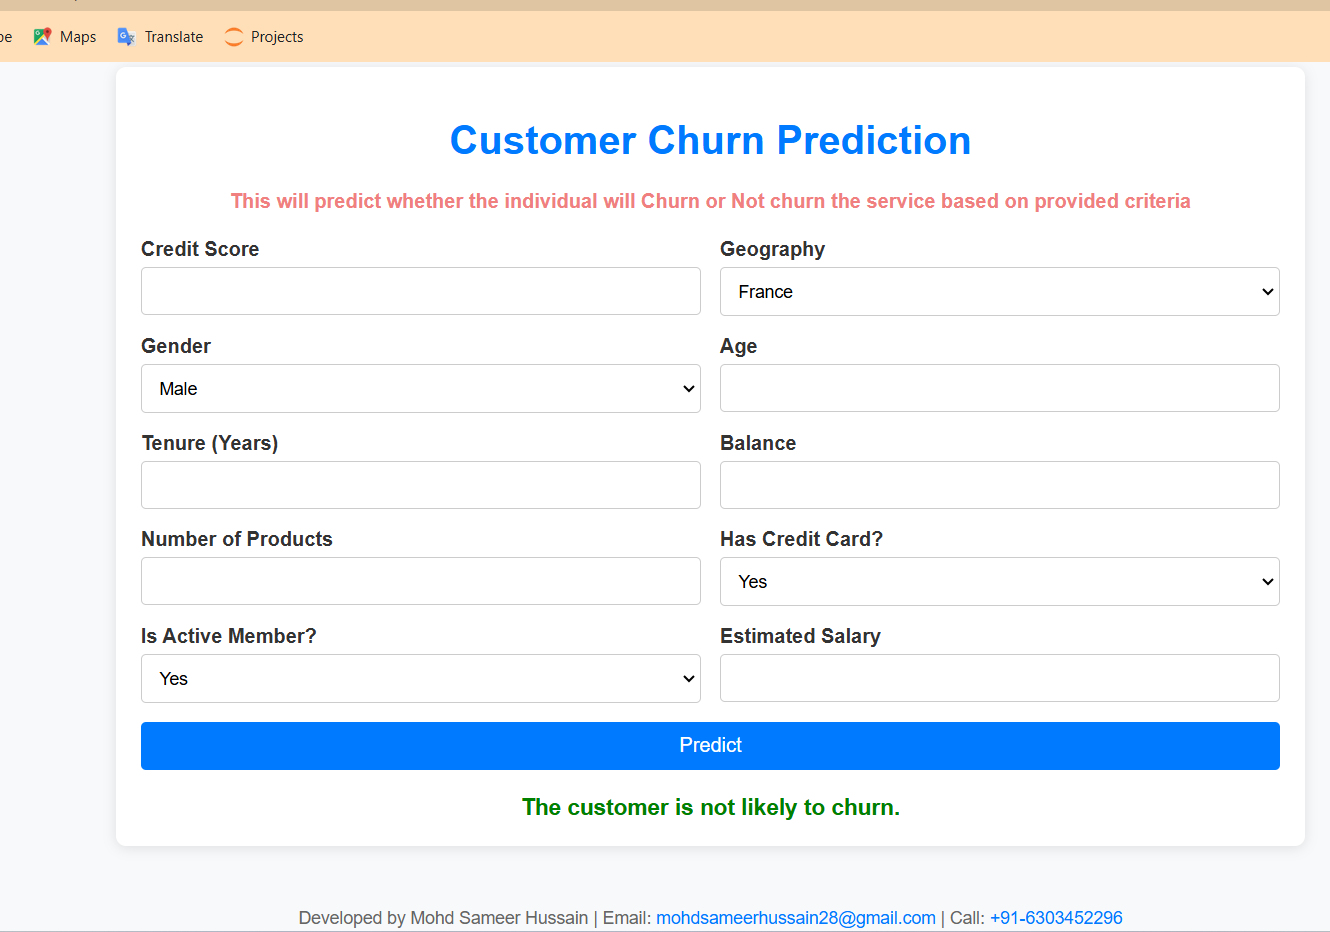 Maps Translate Projects
Customer Churn Prediction
This will predict whether the individual will Churn or Not churn the service based on provided criteria
Credit Score
Geography
France
Gender
Male
Age
Tenure (Years)
Balance
Number of Products
Has Credit Card?
Yes
Is Active Member?
Yes
Estimated Salary
Predict
The customer is not likely to churn.
Developed by Mohd Sameer Hussain | Email: mohdsameerhussain28@gmail.com | Call: +91-6303452296